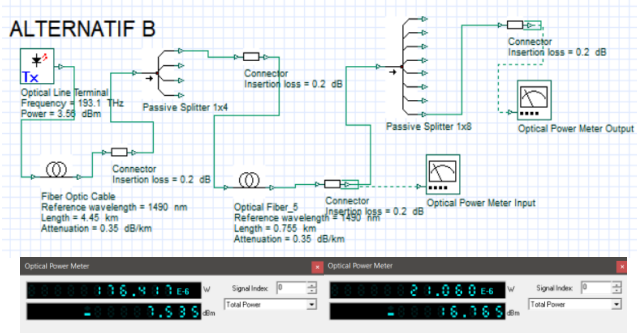 ALTERNATIF B
Tx
Optical Line Terminal
Frequency = 193.1 THz
Power = 3.56 dBm
Passive Splitter 1x4
Connector
Insertion loss = 0.2 dB
Connector
Insertion loss = 0.2 dB
Optical Power Meter Output
Passive Splitter 1x8
Connector
Insertion loss = 0.2 dB
Fiber Optic Cable
Reference wavelength = 1490 nm
Length = 4.45 km
Attenuation = 0.35 dB/km
Optical Fiber_5
Reference wavelength = 1490 nm
Length = 0.755 km
Attenuation = 0.35 dB/km
Connector
Insertion loss = 0.2 dB
Optical Power Meter Input
Optical Power Meter
176.417 E-6 W
-7.535 dBm
Signal Index: 0
Total Power
Optical Power Meter
21.060 E-6 W
-16.765 dBm
Signal Index: 0
Total Power